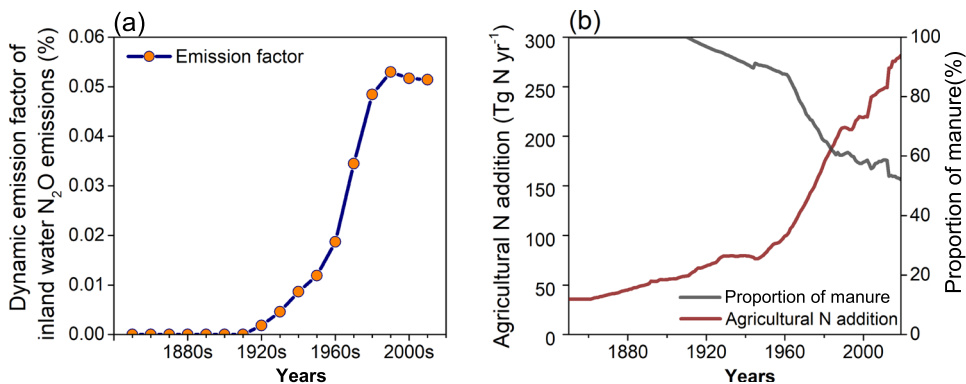 (a)
Dynamic emission factor of
inland water N₂O emissions (%)
0.06
0.05
0.04
0.03
0.02
0.01
0.00
Emission factor
1880s 1920s 1960s 2000s
Years
(b)
Agricultural N addition (Tg N yr⁻¹)
300
250
200
150
100
50
0
Proportion of manure
Agricultural N addition
1880 1920 1960 2000
Years
100
80
60
40
20
0
Proportion of manure(%)